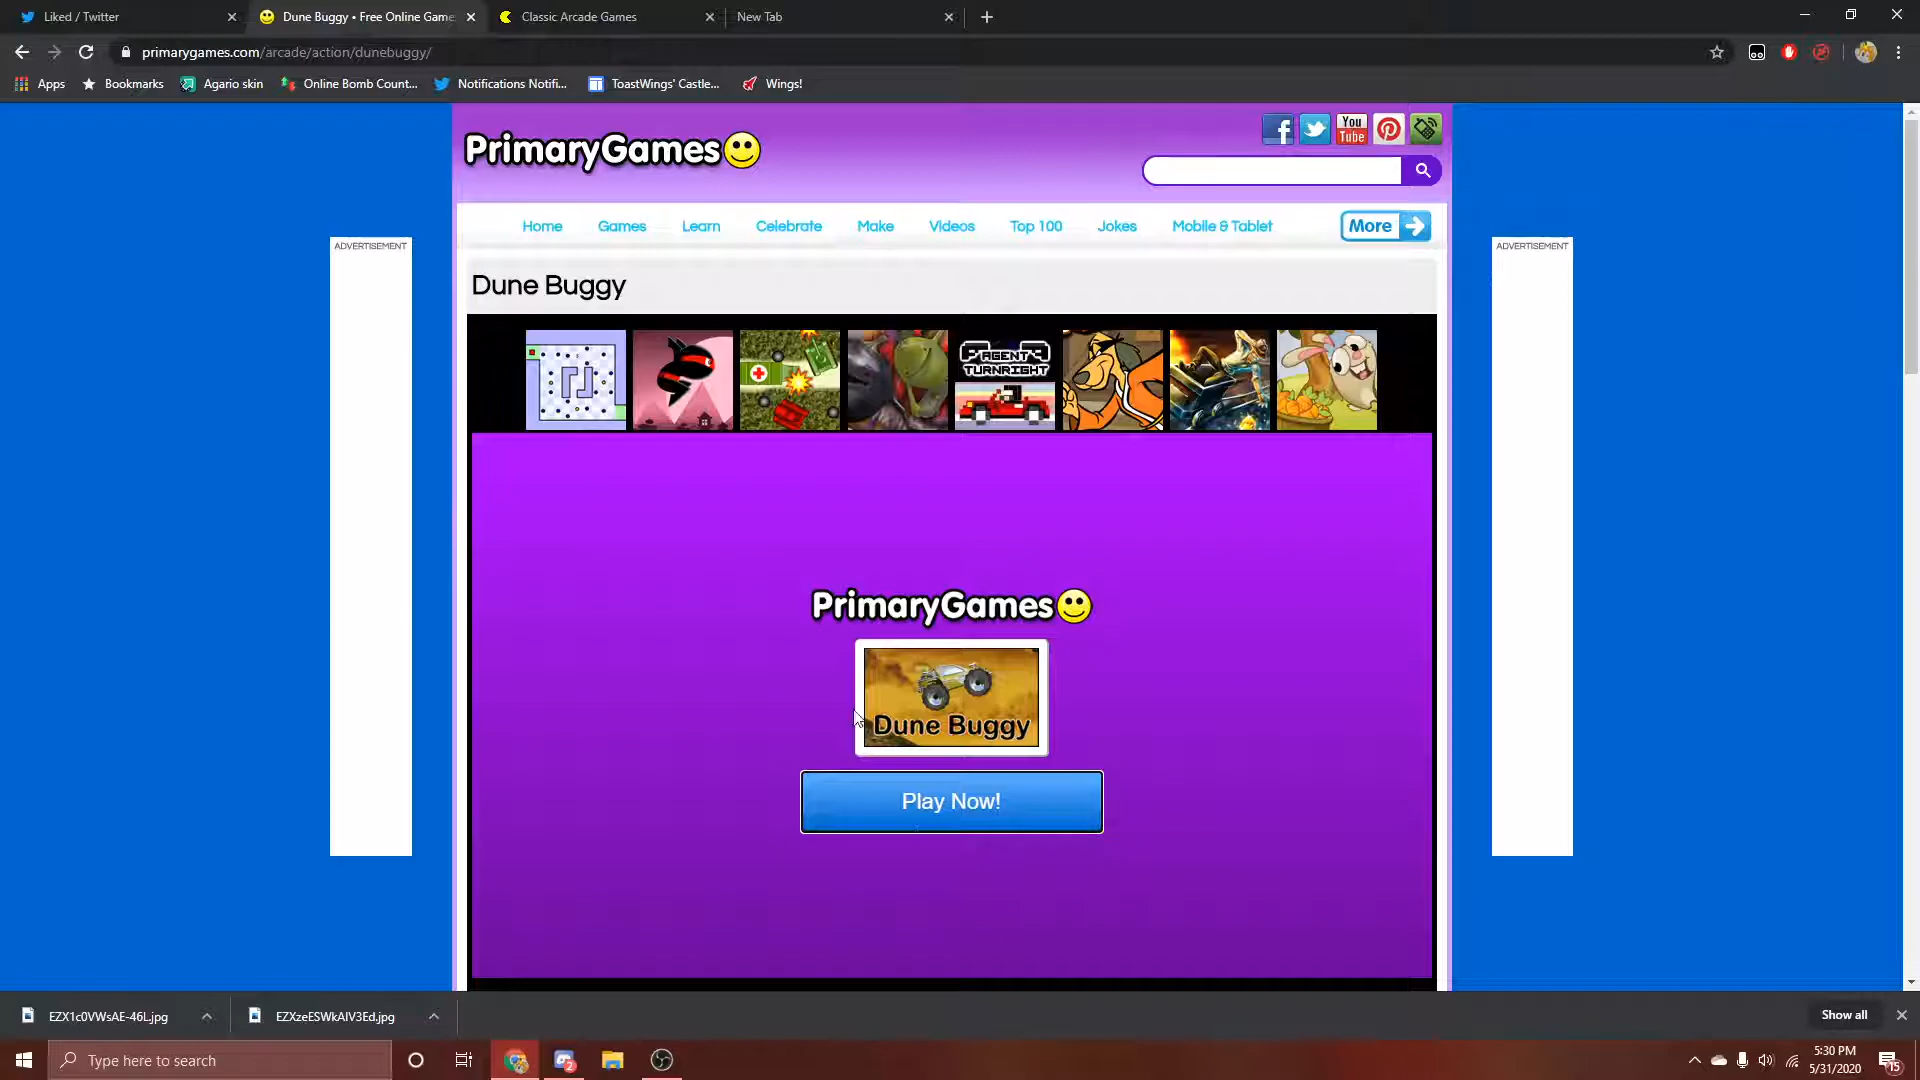 Liked / Twitter
Dune Buggy • Free Online Game
Classic Arcade Games
New Tab
primarygames.com/arcade/action/dunebuggy/
Apps
Bookmarks
Agario skin
Online Bomb Count...
Notifications Notifi...
ToastWings' Castle...
Wings!
PrimaryGames
You
Tube
Home
Games
Learn
Celebrate
Make
Videos
Top 100
Jokes
Mobile & Tablet
More
ADVERTISEMENT
ADVERTISEMENT
Dune Buggy
AGENT
TURNRIGHT
PrimaryGames
Dune Buggy
Play Now!
EZX1c0VWsAE-46L.jpg
EZXzeESWkAIV3Ed.jpg
Show all
Type here to search
2
5:30 PM
5/31/2020
15